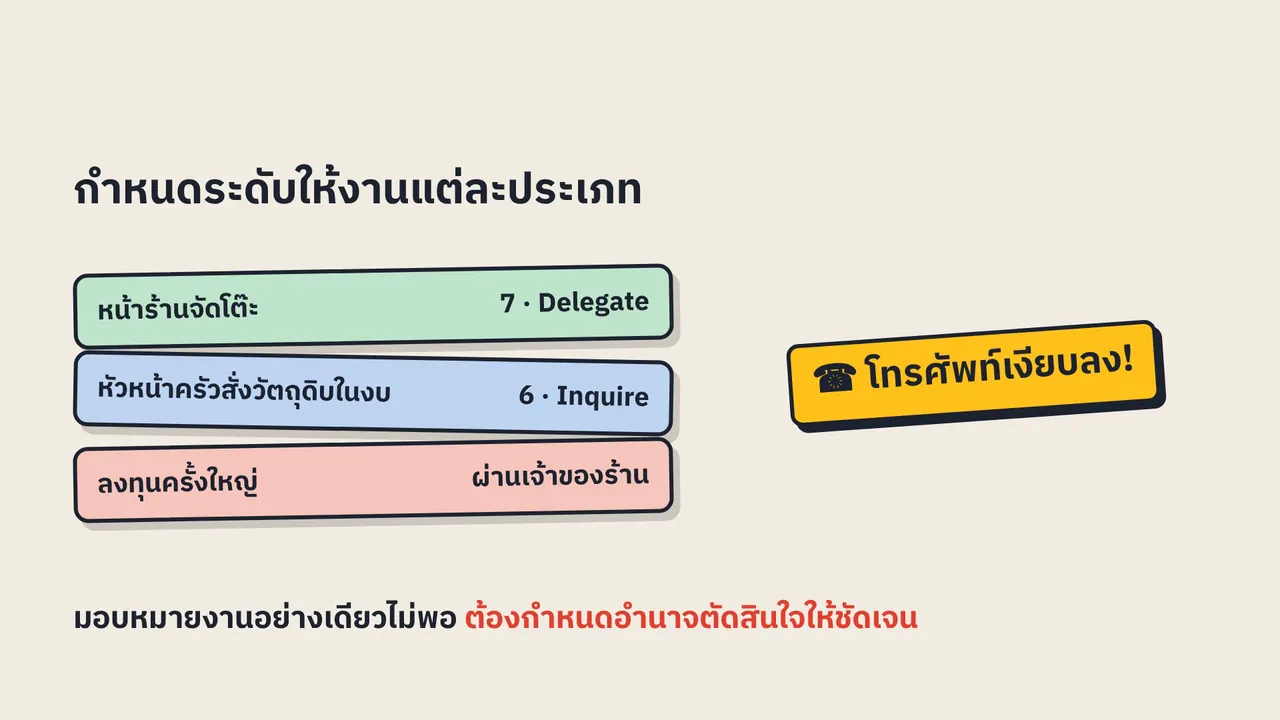 กำหนดระดับให้งานแต่ละประเภท
หน้าร้านจัดโต๊ะ 7 · Delegate
หัวหน้าครัวสั่งวัตถุดิบในงบ 6 · Inquire
ลงทุนครั้งใหญ่ ผ่านเจ้าของร้าน
☎ โทรศัพท์เงียบลง!
มอบหมายงานอย่างเดียวไม่พอ ต้องกำหนดอำนาจตัดสินใจให้ชัดเจน